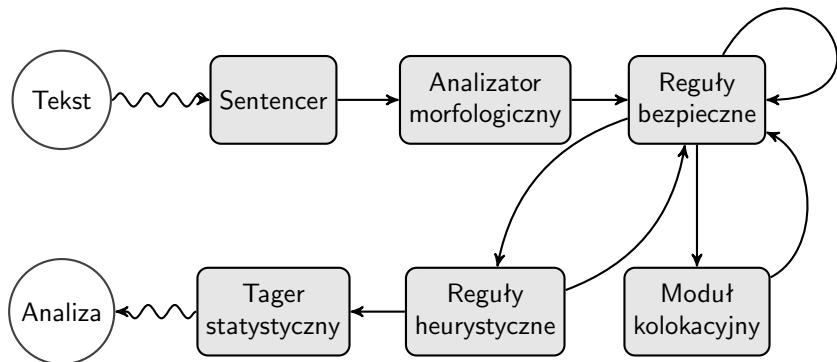 Tekst
Sentencer
Analizator
morfologiczny
Reguły
bezpieczne
Analiza
Tager
statystyczny
Reguły
heurystyczne
Moduł
kolokacyjny